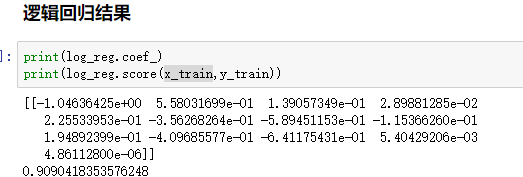 逻辑回归结果
]: print(log_reg.coef_)
print(log_reg.score(x_train,y_train))
[[-1.04636425e+00 5.58031699e-01 1.39057349e-01 2.89881285e-02
2.25533953e-01 -3.56268264e-01 -5.89451153e-01 -1.15366260e-01
1.94892399e-01 -4.09685577e-01 -6.41175431e-01 5.40429206e-03
4.86112800e-06]]
0.9090418353576248